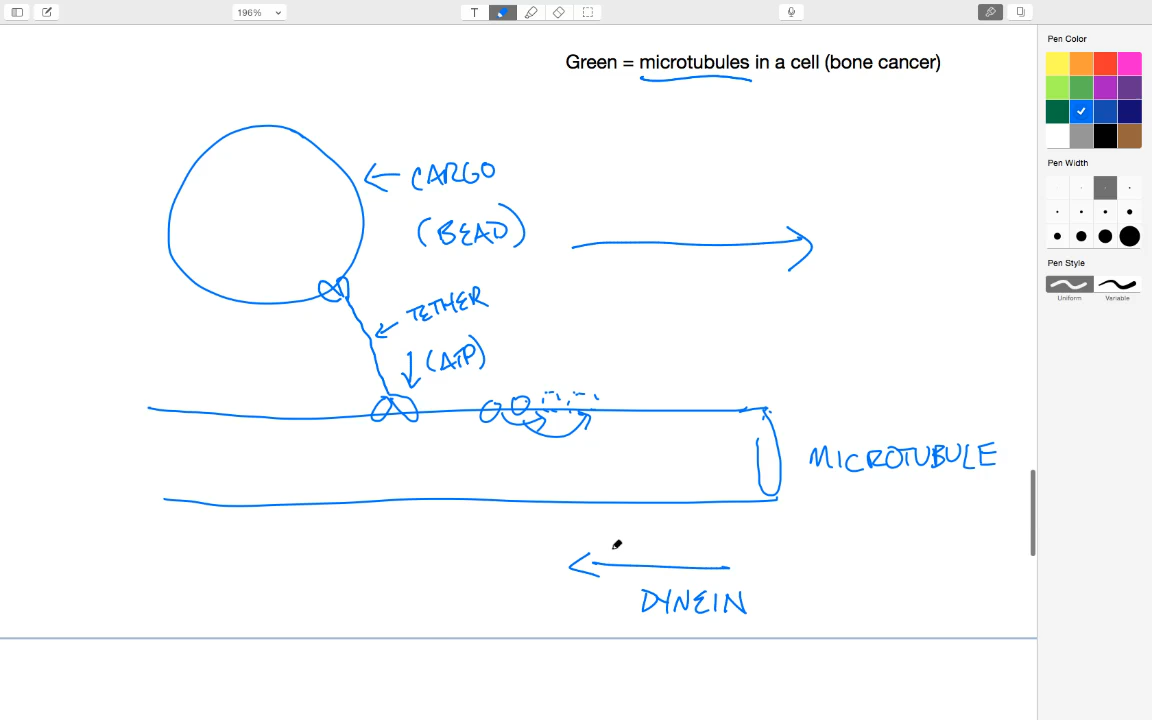 196%
T
Pen Color
Green = microtubules in a cell (bone cancer)
CARGO
(BEAD)
Pen Width
Pen Style
Uniform
Variable
TETHER
(ATP)
MICROTUBULE
DYNEIN